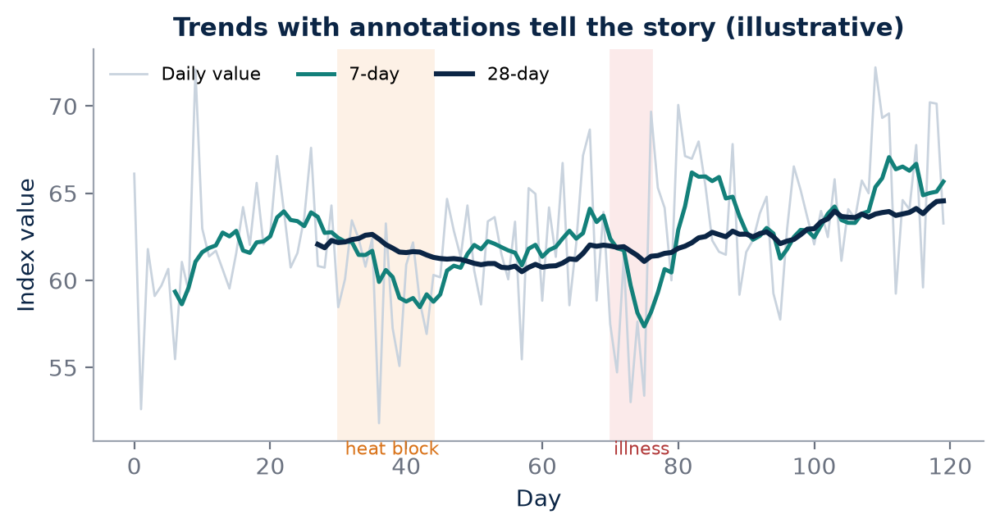 Trends with annotations tell the story (illustrative)
Daily value 7-day 28-day
70
65
60
55
Index value
heat block illness
0 20 40 60 80 100 120
Day